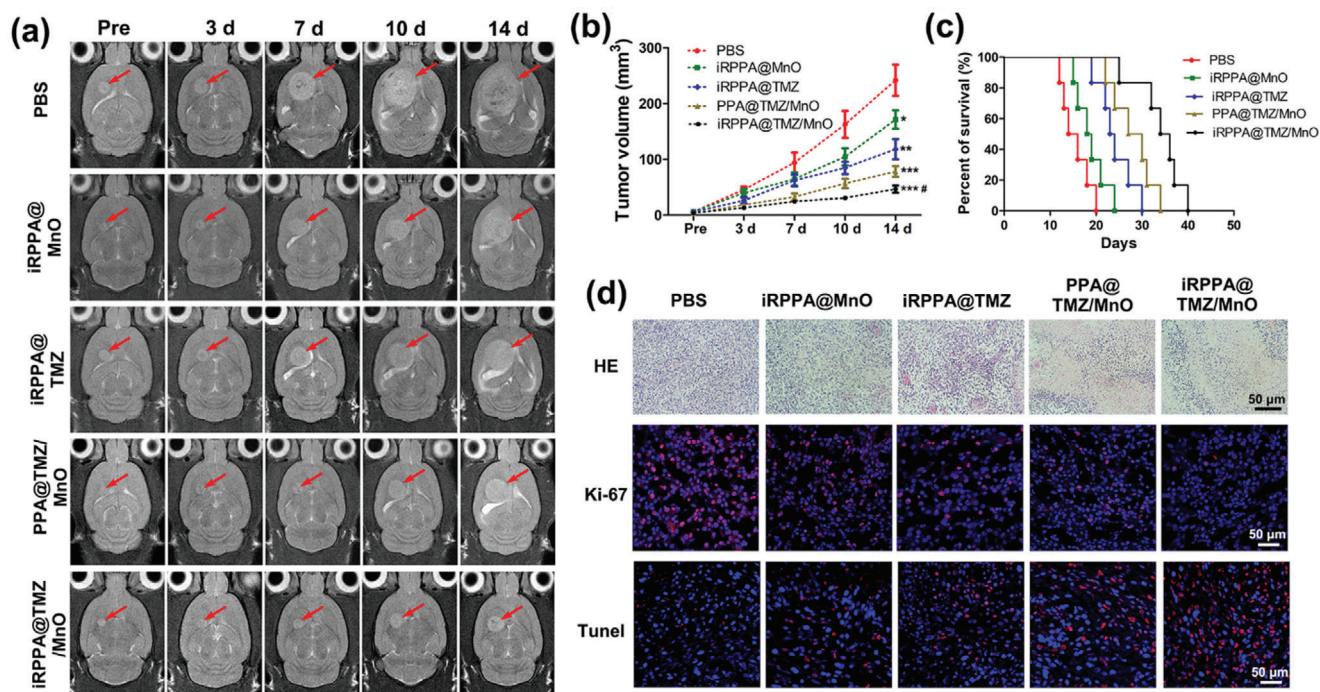 (a)
Pre 3 d 7 d 10 d 14 d
PBS
iRPPA@
MnO
iRPPA@
TMZ
PPA@TMZ/
MnO
iRPPA@TMZ
/MnO
(b)
Tumor volume (mm³)
300
200
100
0
Pre 3 d 7 d 10 d 14 d
PBS
iRPPA@MnO
iRPPA@TMZ
PPA@TMZ/MnO
iRPPA@TMZ/MnO
*
**
***
*** #
(c)
Percent of survival (%)
100
80
60
40
20
0
0 10 20 30 40 50
Days
PBS
iRPPA@MnO
iRPPA@TMZ
PPA@TMZ/MnO
iRPPA@TMZ/MnO
(d)
PBS iRPPA@MnO iRPPA@TMZ PPA@ iRPPA@
TMZ/MnO TMZ/MnO
HE
50 µm
Ki-67
50 µm
Tunel
50 µm